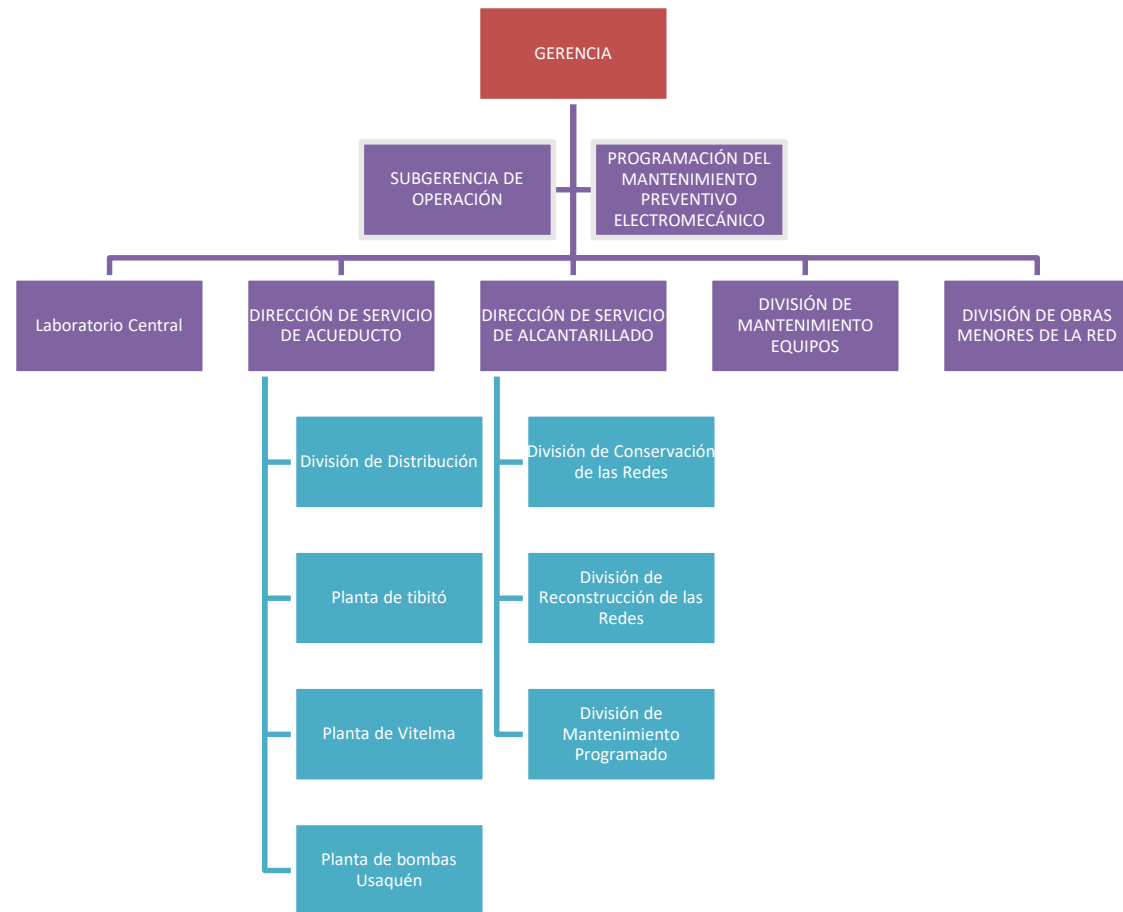 GERENCIA
SUBGERENCIA DE
OPERACIÓN
PROGRAMACIÓN DEL
MANTENIMIENTO
PREVENTIVO
ELECTROMECÁNICO
Laboratorio Central
DIRECCIÓN DE SERVICIO
DE ACUEDUCTO
DIRECCIÓN DE SERVICIO
DE ALCANTARILLADO
DIVISIÓN DE
MANTENIMIENTO
EQUIPOS
DIVISIÓN DE OBRAS
MENORES DE LA RED
División de Distribución
Planta de tibitó
Planta de Vitelma
Planta de bombas
Usaquén
División de Conservación
de las Redes
División de
Reconstrucción de las
Redes
División de
Mantenimiento
Programado